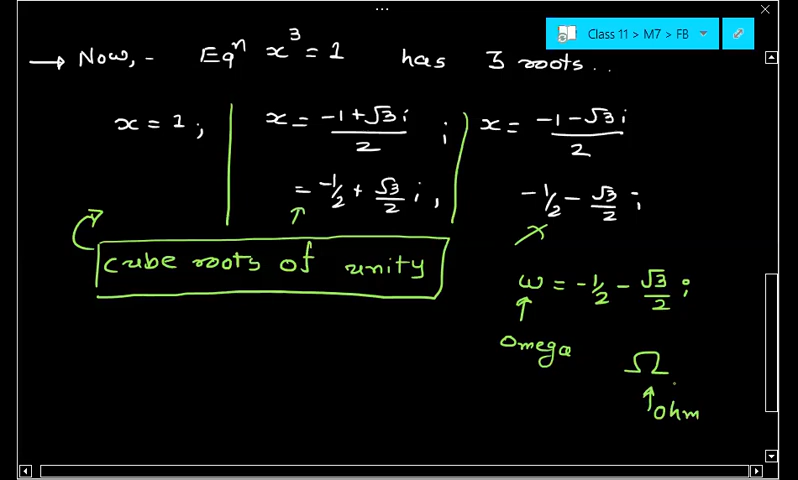 ...
Class 11 > M7 > FB
→ Now,- Eqⁿ x³ = 1 has 3 roots..
x = 1 ; x = (-1 + √3 i)/2 ; x = (-1 - √3 i)/2
= -1/2 + √3/2 i , -1/2 - √3/2 i
cube roots of unity
ω = -1/2 - √3/2 i
Omega
Ω
ohm